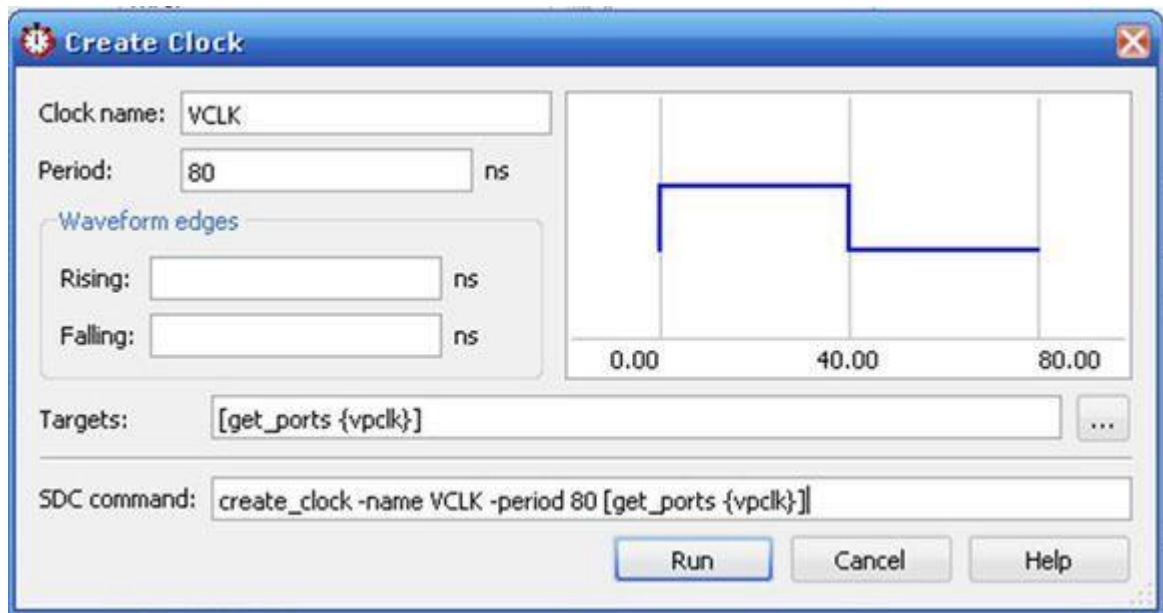 Create Clock
Clock name: VCLK
Period: 80 ns
Waveform edges
Rising: ns
Falling: ns
0.00 40.00 80.00
Targets: [get_ports {vpclk}] ...
SDC command: create_clock -name VCLK -period 80 [get_ports {vpclk}]
Run Cancel Help